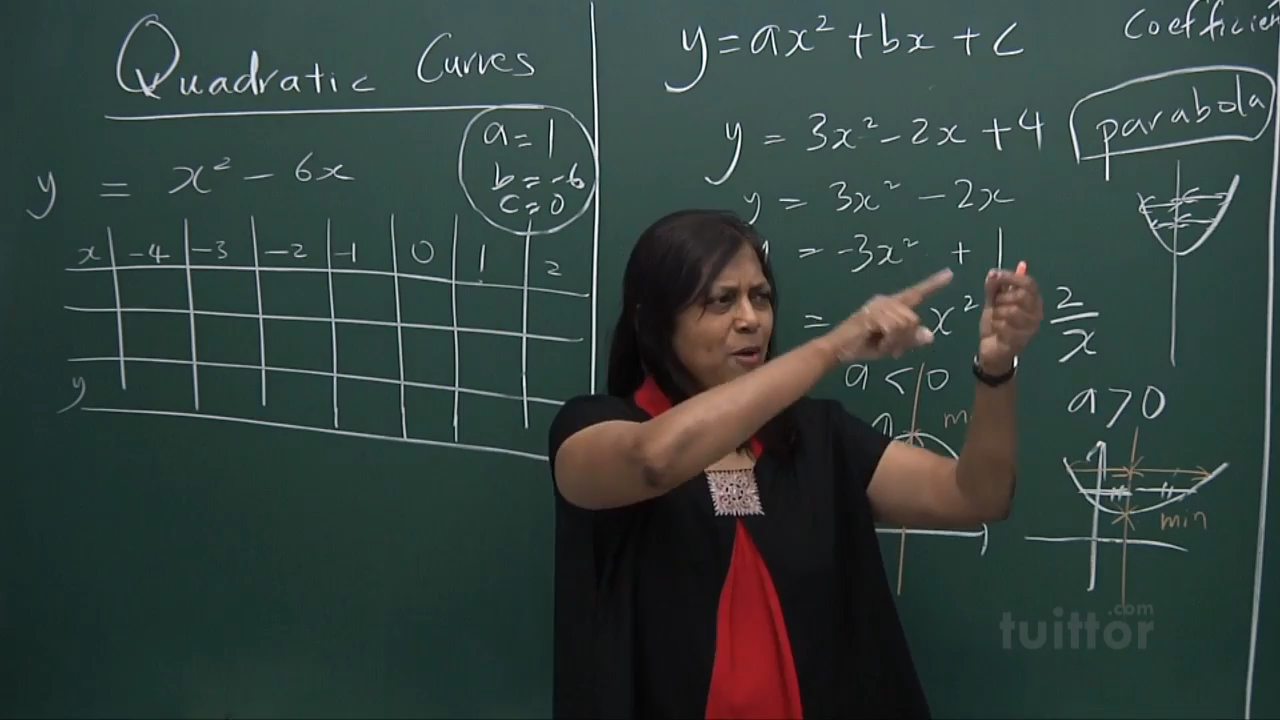 Quadratic Curves
a = 1
b = -6
c = 0
y = x² - 6x
x -4 -3 -2 -1 0 1 2
y
y = ax² + bx + c
y = 3x² - 2x + 4
y = 3x² - 2x
= -3x² + 1
= x² 2/x
a < 0
a > 0
min
parabola
tuittor.com